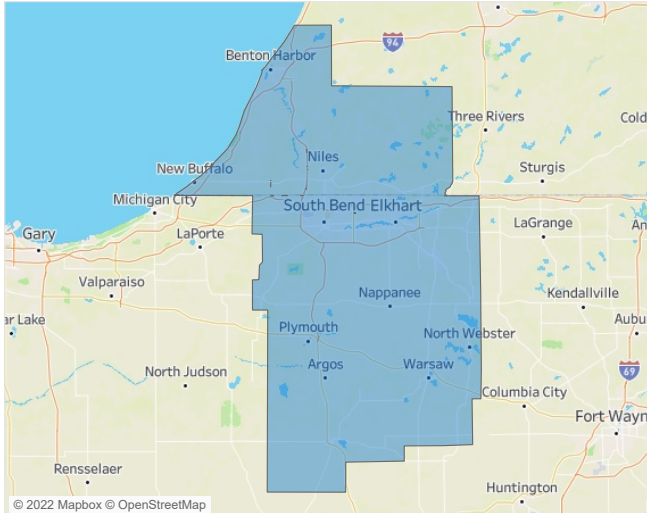 94
Benton Harbor
Three Rivers
Cold
Niles
New Buffalo
Sturgis
Michigan City
South Bend Elkhart
Gary
LaPorte
LaGrange
An
Valparaiso
Nappanee
Kendallville
ar Lake
Plymouth
North Webster
Aubu
North Judson
Argos
Warsaw
69
Columbia City
Fort Wayn
Rensselaer
Huntington
© 2022 Mapbox © OpenStreetMap